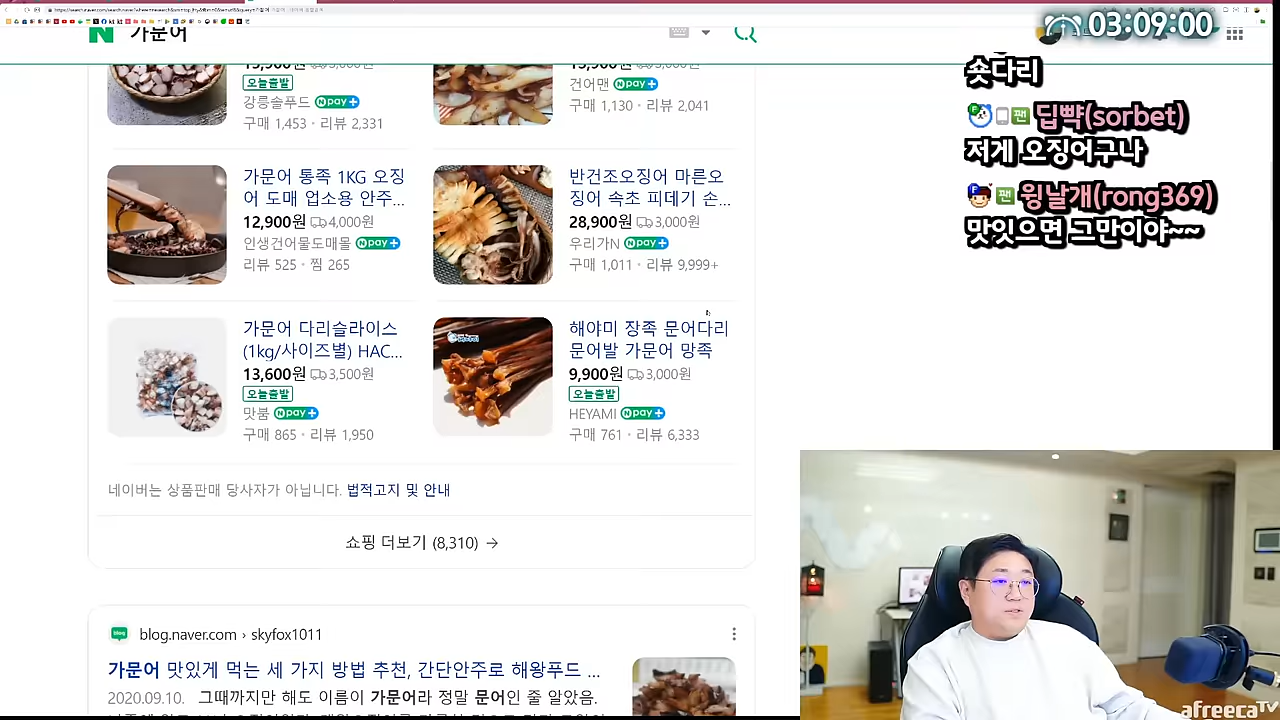 가문어
03:09:00
오늘출발
강릉솔푸드 N pay+
구매 1,453 · 리뷰 2,331
건어맨 N pay+
구매 1,130 · 리뷰 2,041
가문어 통족 1KG 오징
어 도매 업소용 안주...
12,900원 4,000원
인생건어물도매몰 N pay+
리뷰 525 · 찜 265
반건조오징어 마른오
징어 속초 피데기 손...
28,900원 3,000원
우리가N N pay+
구매 1,011 · 리뷰 9,999+
가문어 다리슬라이스
(1kg/사이즈별) HAC...
13,600원 3,500원
오늘출발
맛품 N pay+
구매 865 · 리뷰 1,950
해야미 장족 문어다리
문어발 가문어 망족
9,900원 3,000원
오늘출발
HEYAMI N pay+
구매 761 · 리뷰 6,333
네이버는 상품판매 당사자가 아닙니다. 법적고지 및 안내
쇼핑 더보기 (8,310) →
blog.naver.com › skyfox1011
가문어 맛있게 먹는 세 가지 방법 추천, 간단안주로 해왕푸드 ...
2020.09.10. 그때까지만 해도 이름이 가문어라 정말 문어인 줄 알았음.
숏다리
팬 딥빡(sorbet)
저게 오징어구나
팬 윙날개(rong369)
맛잇으면 그만이야~~
afreecaTV